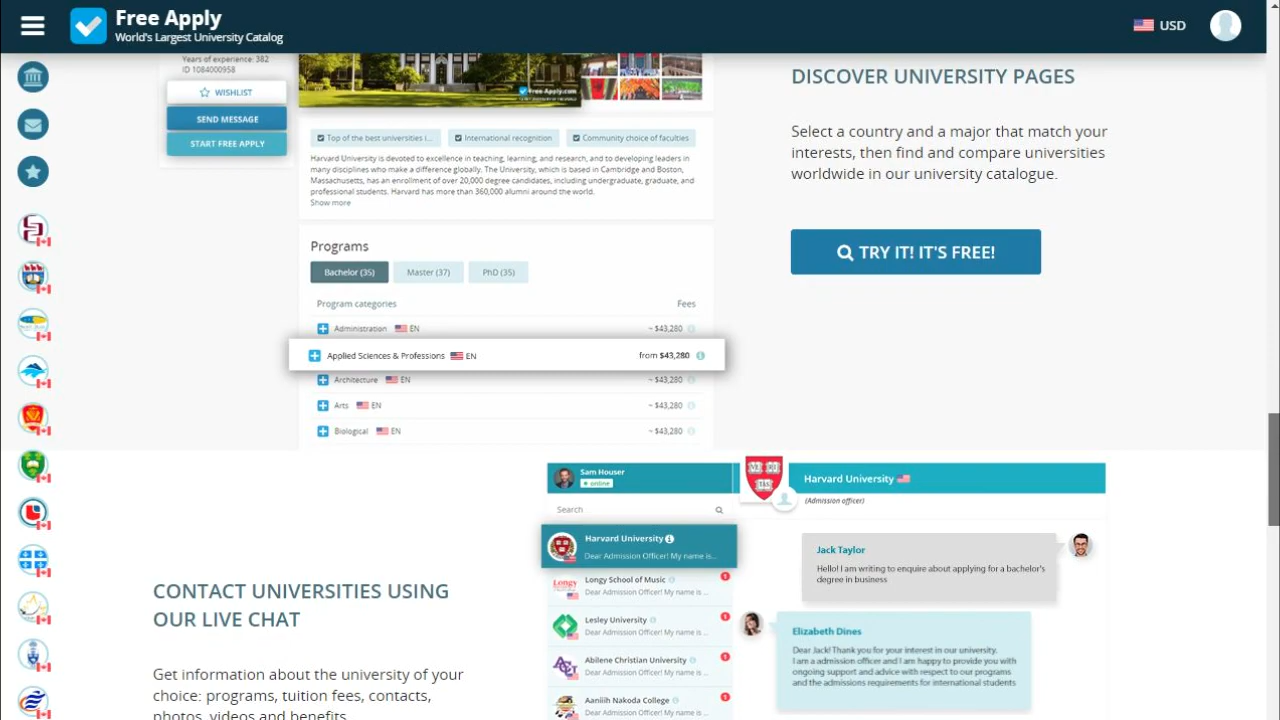 Free Apply
World's Largest University Catalog
USD
Years of experience: 382
ID 1084000958
WISHLIST
SEND MESSAGE
START FREE APPLY
Free-Apply.com
Top of the best universities i...
International recognition
Community choice of faculties
Harvard University is devoted to excellence in teaching, learning, and research, and to developing leaders in
many disciplines who make a difference globally. The University, which is based in Cambridge and Boston,
Massachusetts, has an enrollment of over 20,000 degree candidates, including undergraduate, graduate, and
professional students. Harvard has more than 360,000 alumni around the world.
Show more
Programs
Bachelor (35)
Master (37)
PhD (35)
Program categories
Fees
Administration EN ~ $43,280
Applied Sciences & Professions EN from $43,280
Architecture EN ~ $43,280
Arts EN ~ $43,280
Biological EN ~ $43,280
DISCOVER UNIVERSITY PAGES
Select a country and a major that match your
interests, then find and compare universities
worldwide in our university catalogue.
TRY IT! IT'S FREE!
CONTACT UNIVERSITIES USING
OUR LIVE CHAT
Get information about the university of your
choice: programs, tuition fees, contacts,
photos, videos and benefits.
Sam Houser
online
Search
Harvard University
Dear Admission Officer! My name is...
Longy School of Music
1
Dear Admission Officer! My name is ...
Lesley University
1
Dear Admission Officer! My name is ...
Abilene Christian University
1
Dear Admission Officer! My name is ...
Aaniiih Nakoda College
1
Dear Admission Officer! My name is ...
Harvard University
(Admission officer)
Jack Taylor
Hello! I am writing to enquire about applying for a bachelor's
degree in business
Elizabeth Dines
Dear Jack! Thank you for your interest in our university.
I am a admission officer and I am happy to provide you with
ongoing support and advice with respect to our programs
and the admissions requirements for international students